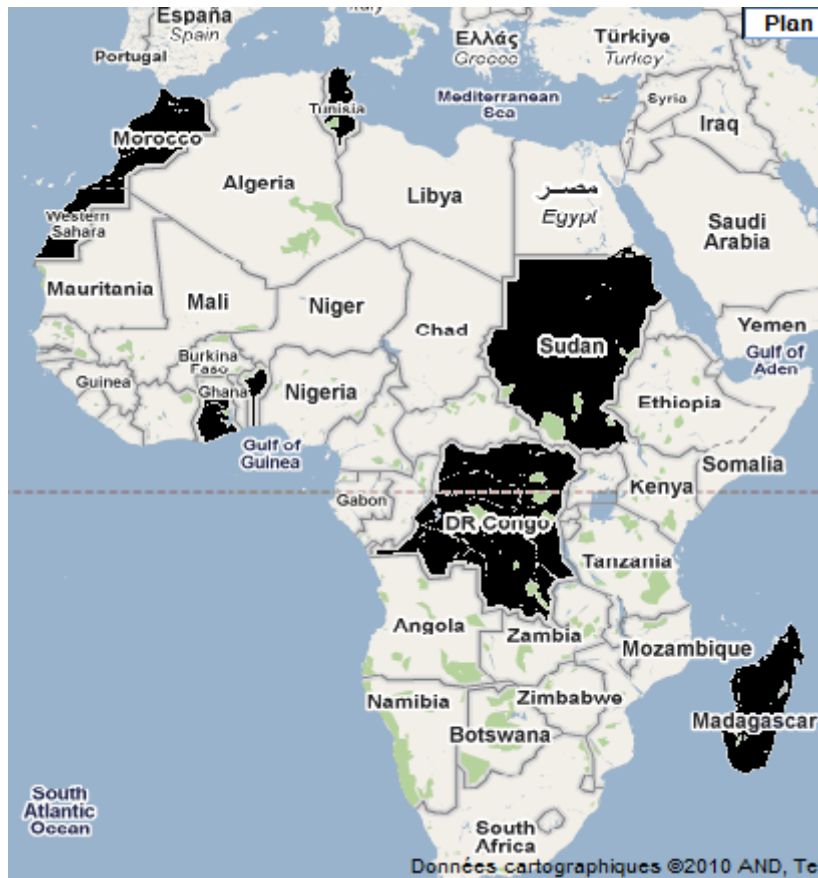 Italy
España
Spain
Plan
Ελλάς
Greece
Türkiye
Turkey
Portugal
Syria
Mediterranean
Sea
Tunisia
Iraq
Morocco
Algeria
Libya
مصر
Egypt
Western
Sahara
Saudi
Arabia
Mauritania
Mali
Niger
Chad
Sudan
Yemen
Gulf of
Aden
Burkina
Faso
Guinea
Ghana
Nigeria
Ethiopia
Gulf of
Guinea
Somalia
Gabon
Kenya
DR Congo
Tanzania
Angola
Zambia
Mozambique
Namibia
Zimbabwe
Madagascar
Botswana
South
Atlantic
Ocean
South
Africa
Données cartographiques ©2010 AND, Te